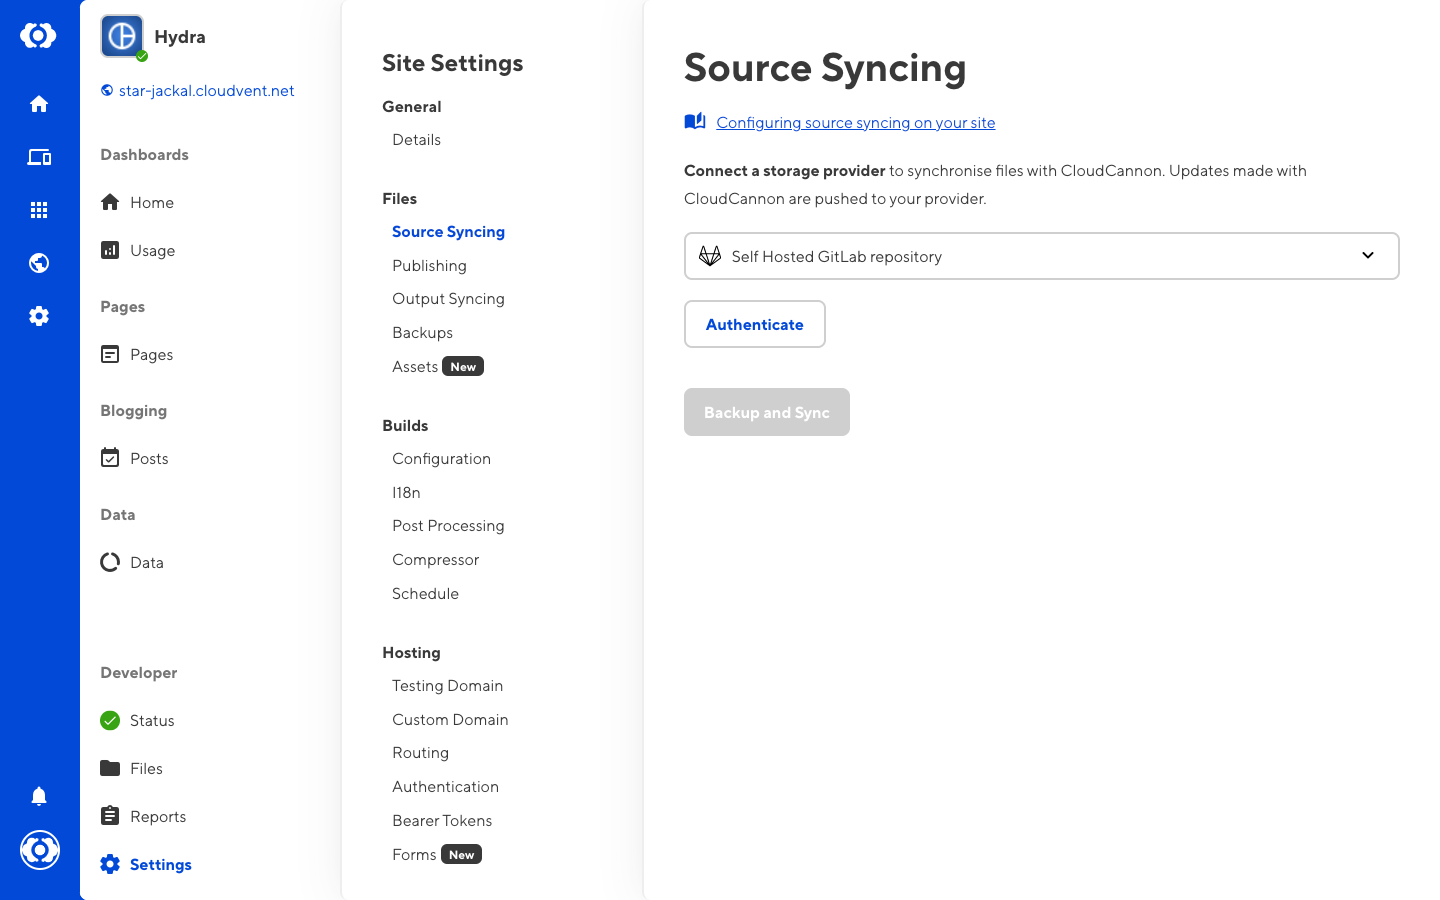 Hydra
star-jackal.cloudvent.net
Dashboards
Home
Usage
Pages
Pages
Blogging
Posts
Data
Data
Developer
Status
Files
Reports
Settings
Site Settings
General
Details
Files
Source Syncing
Publishing
Output Syncing
Backups
Assets New
Builds
Configuration
I18n
Post Processing
Compressor
Schedule
Hosting
Testing Domain
Custom Domain
Routing
Authentication
Bearer Tokens
Forms New
Source Syncing
Configuring source syncing on your site
Connect a storage provider to synchronise files with CloudCannon. Updates made with
CloudCannon are pushed to your provider.
Self Hosted GitLab repository
Authenticate
Backup and Sync